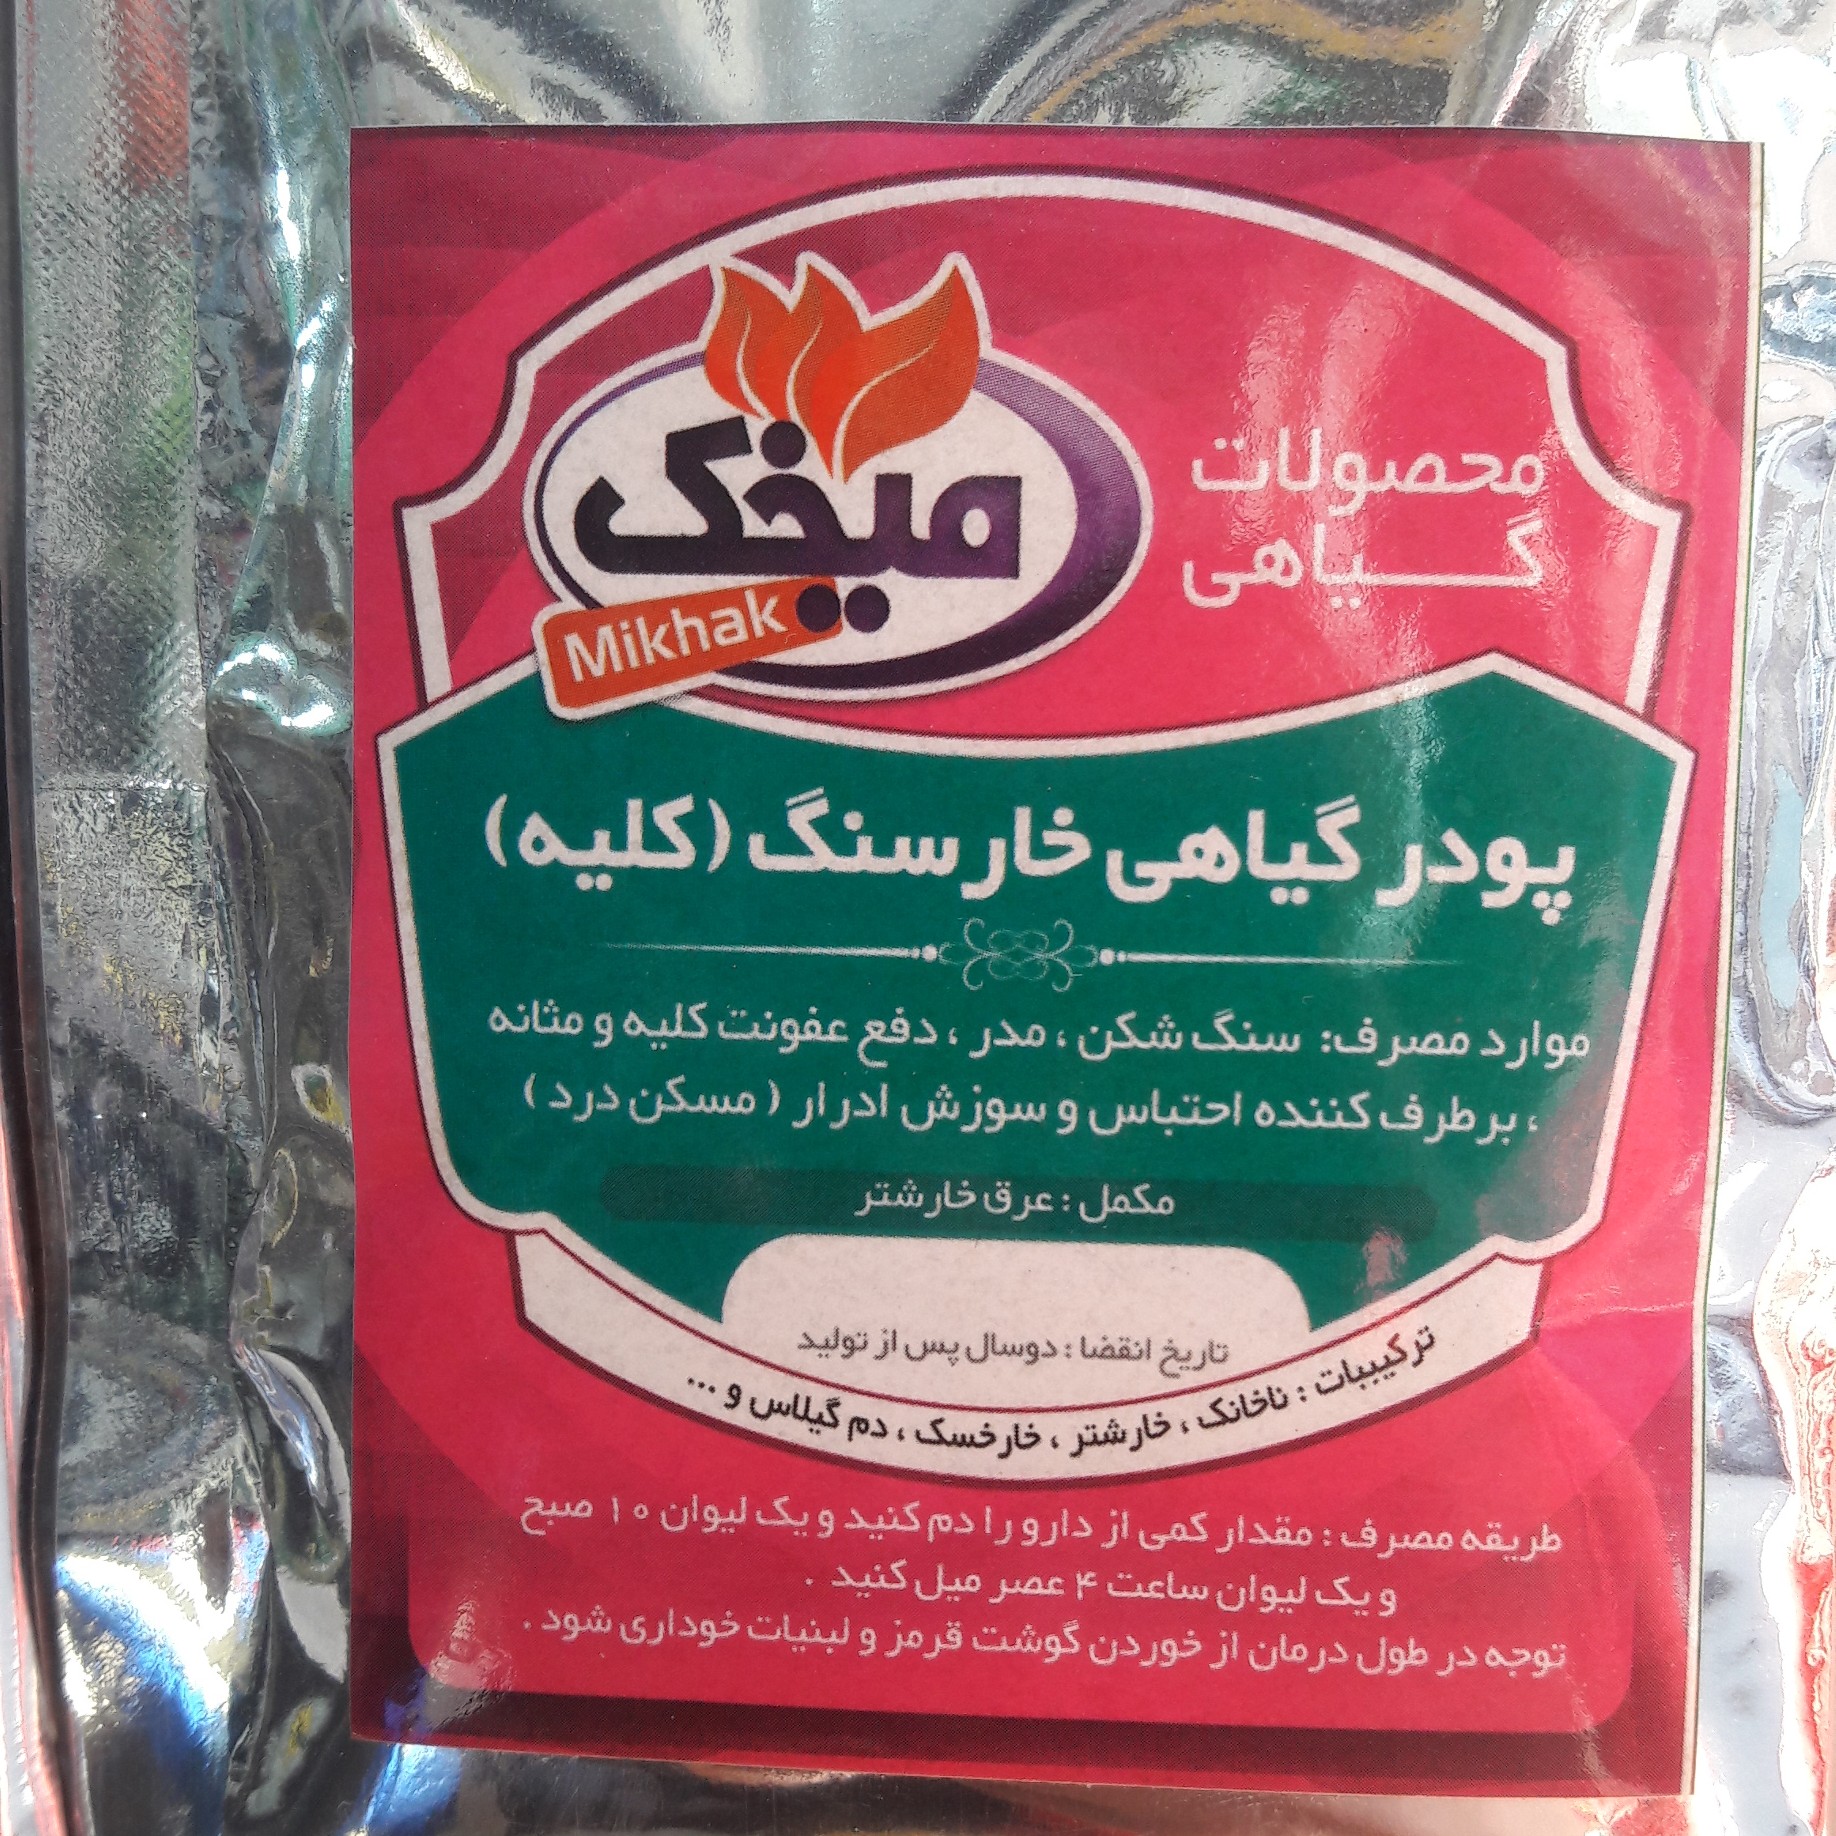 محصولات
گیاهی
میخک
Mikhak
پودر گیاهی خار سنگ (کلیه)
موارد مصرف: سنگ شکن ، مدر ، دفع عفونت کلیه و مثانه
، برطرف کننده احتباس و سوزش ادرار ( مسکن درد )
مکمل : عرق خارشتر
تاریخ انقضا : دوسال پس از تولید
ترکیببات : ناخانک ، خارشتر ، خارخسک ، دم گیلاس و ...
طریقه مصرف : مقدار کمی از دارو را دم کنید و یک لیوان ۱۰ صبح
و یک لیوان ساعت ۴ عصر میل کنید .
توجه در طول درمان از خوردن گوشت قرمز و لبنیات خوداری شود .